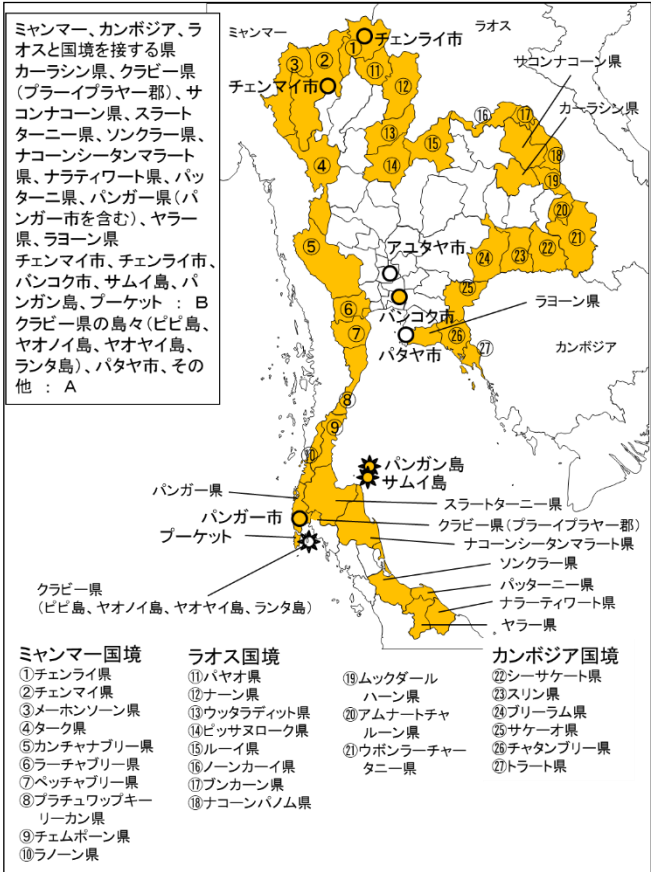 ミャンマー、カンボジア、ラ
オスと国境を接する県
カーラシン県、クラビー県
(プラーイプラヤー郡)、サ
コンナコーン県、スラート
ターニー県、ソンクラー県、
ナコーンシータンマラート
県、ナラティワート県、パッ
ターニ県、パンガー県(パ
ンガー市を含む)、ヤラー
県、ラヨーン県
チェンマイ市、チェンライ市、
バンコク市、サムイ島、パ
ンガン島、プーケット : B
クラビー県の島々(ピピ島、
ヤオノイ島、ヤオヤイ島、
ランタ島)、パタヤ市、その
他 : A
ミャンマー
ラオス
チェンライ市
サコンナコーン県
カーラシン県
チェンマイ市
①
②
③
④
⑤
⑥
⑦
⑧
⑨
⑩
⑪
⑫
⑬
⑭
⑮
⑯
⑰
⑱
⑲
⑳
㉑
㉒
㉓
㉔
㉕
㉖
㉗
アユタヤ市
バンコク市
ラヨーン県
パタヤ市
カンボジア
パンガン島
サムイ島
パンガー県
スラートターニー県
パンガー市
クラビー県(プラーイプラヤー郡)
プーケット
ナコーンシータンマラート県
ソンクラー県
パッターニー県
ナラーティワート県
ヤラー県
クラビー県
(ピピ島、ヤオノイ島、ヤオヤイ島、ランタ島)
ミャンマー国境
①チェンライ県
②チェンマイ県
③メーホンソーン県
④ターク県
⑤カンチャナブリー県
⑥ラーチャブリー県
⑦ペッチャブリー県
⑧プラチュワップキー
リーカン県
⑨チェムポーン県
⑩ラノーン県
ラオス国境
⑪パヤオ県
⑫ナーン県
⑬ウッタラディット県
⑭ピッサヌローク県
⑮ルーイ県
⑯ノーンカーイ県
⑰ブンカーン県
⑱ナコーンパノム県
⑲ムックダール
ハーン県
⑳アムナートチャ
ルーン県
㉑ウボンラーチャー
タニー県
カンボジア国境
㉒シーサケート県
㉓スリン県
㉔ブリーラム県
㉕サケーオ県
㉖チャタンブリー県
㉗トラート県